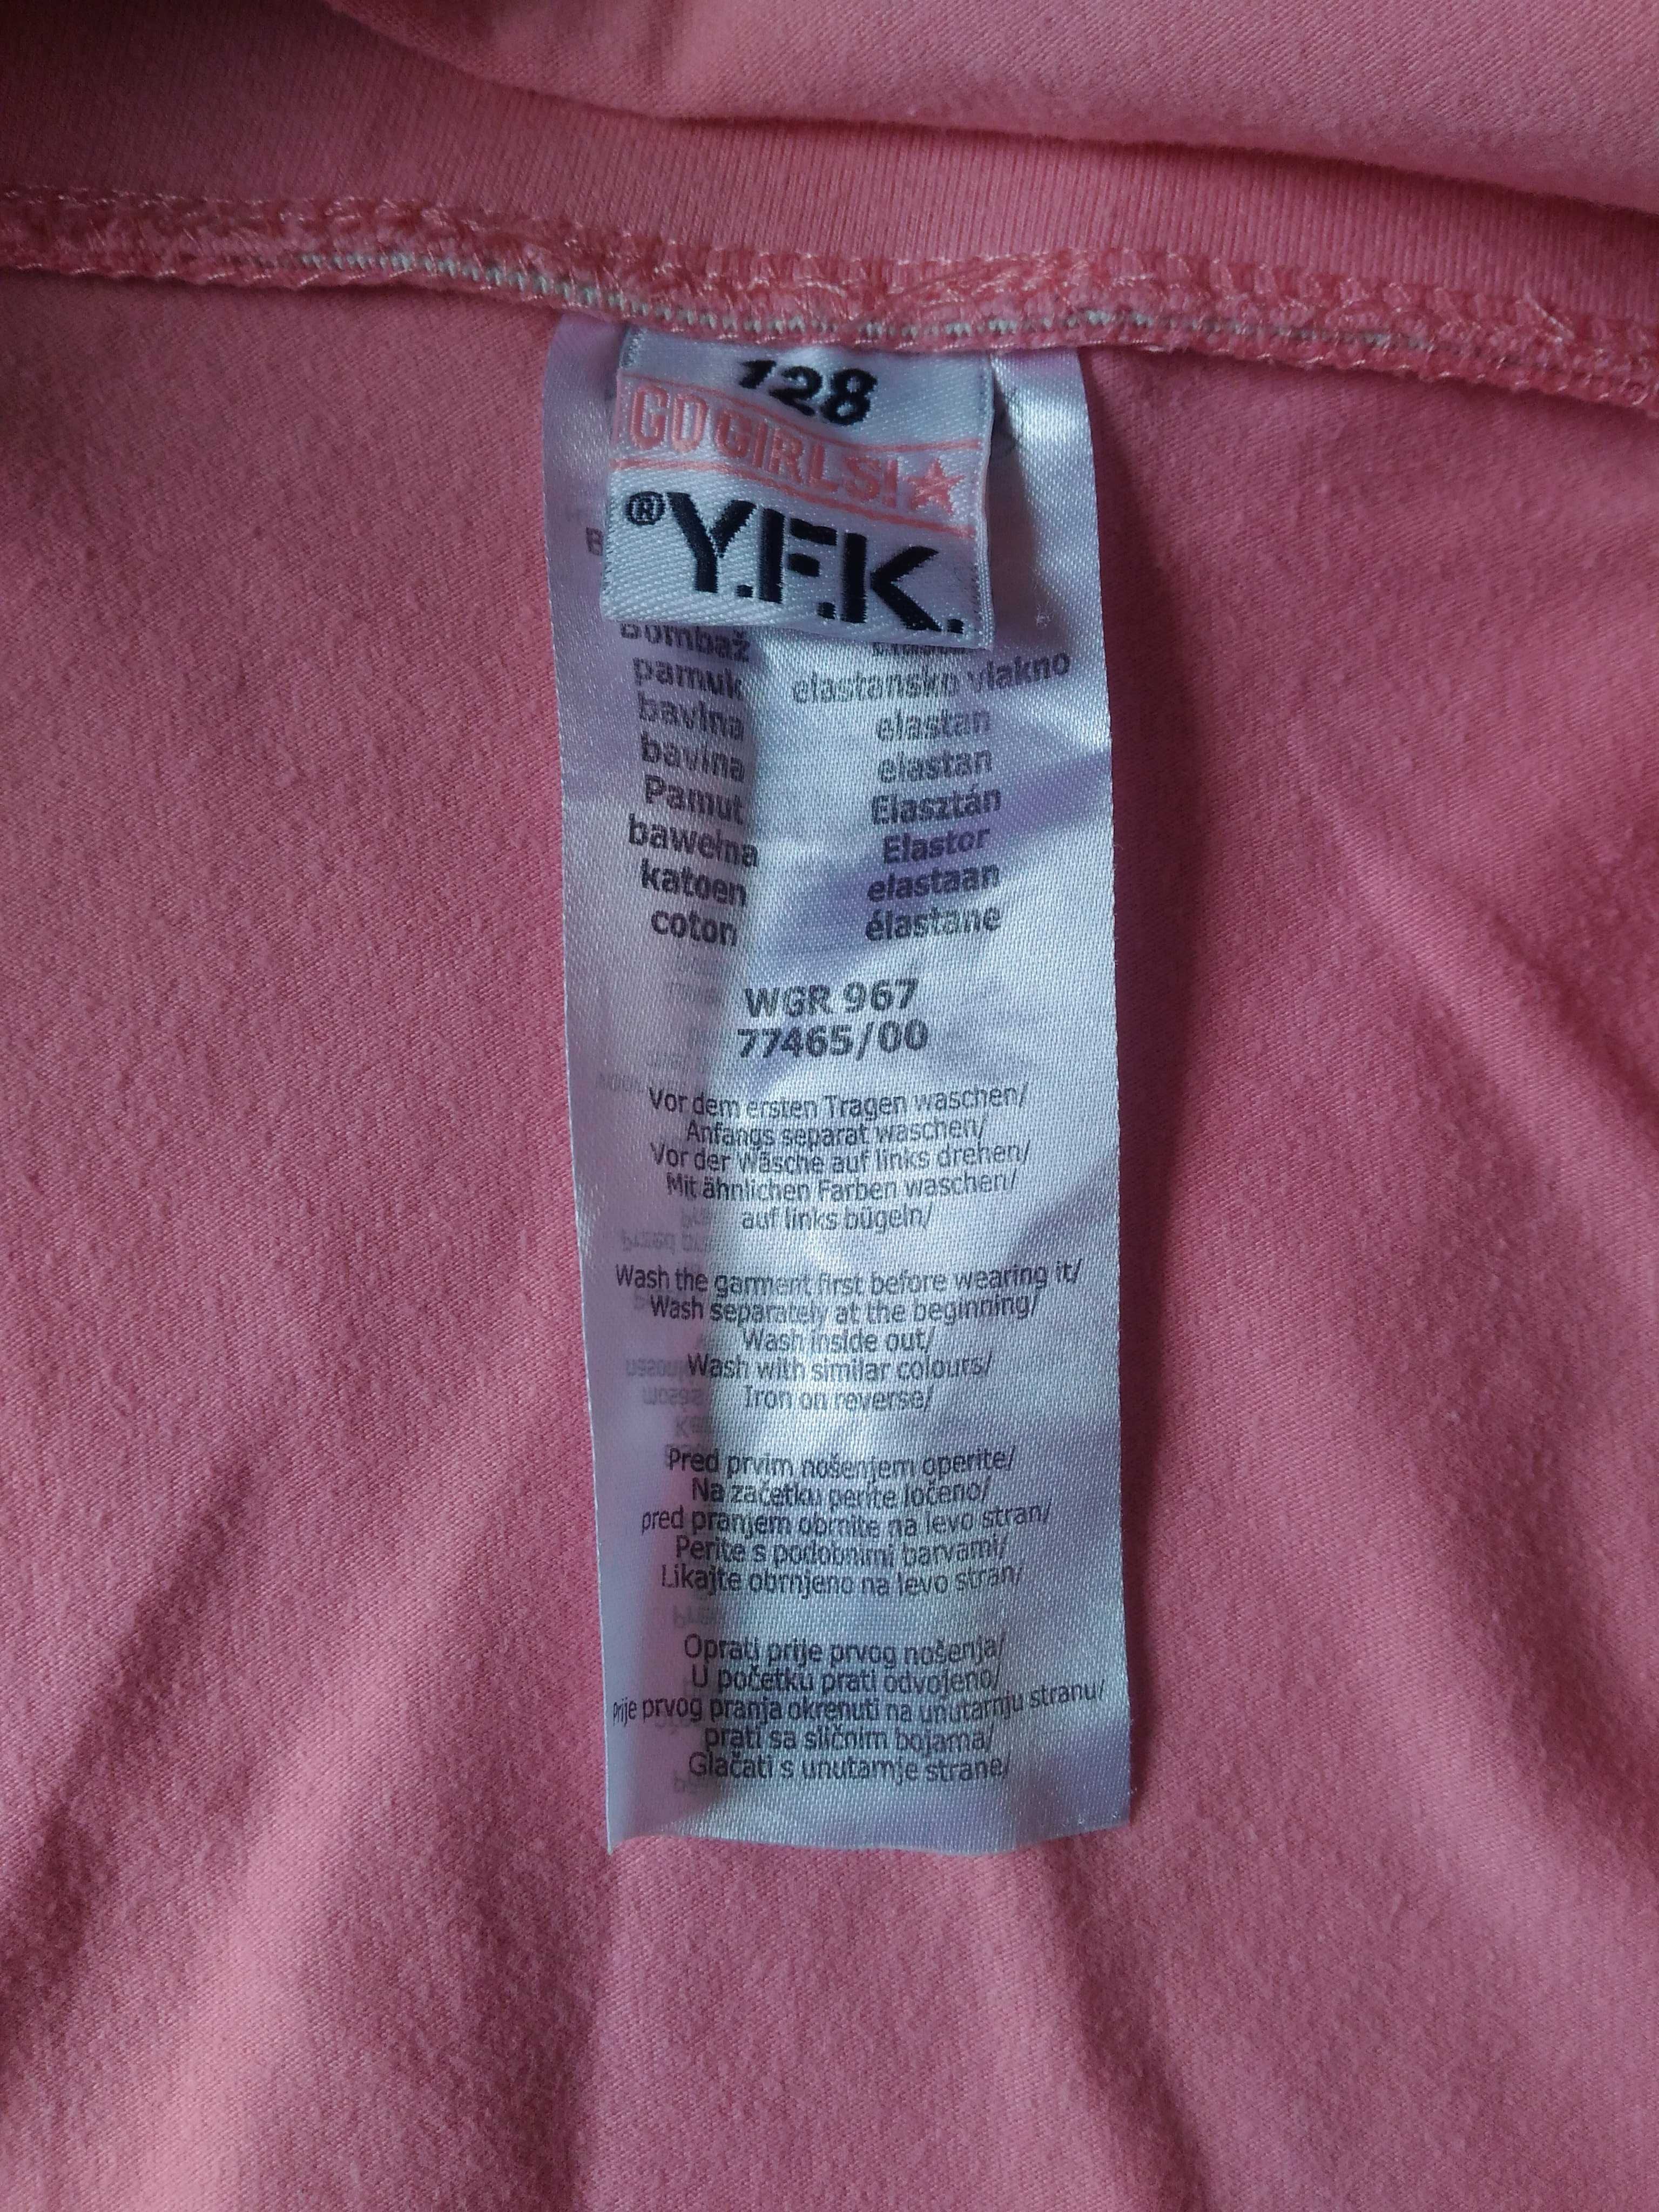 128
GO GIRLS!
®Y.F.K.
Bombaž
pamuk elastansko vlakno
bavlna elastan
bavlna elastan
Pamut Elasztán
bawełna Elastor
katoen elastaan
coton élastane
WGR 967
77465/00
Vor dem ersten Tragen waschen/
Anfangs separat waschen/
Vor der Wäsche auf links drehen/
Mit ähnlichen Farben waschen/
auf links bügeln/
Wash the garment first before wearing it/
Wash separately at the beginning/
Wash inside out/
Wash with similar colours/
Iron on reverse/
Pred prvim nošenjem operite/
Na začetku perite ločeno/
pred pranjem obrnite na levo stran/
Perite s podobnimi barvami/
Likajte obrnjeno na levo stran/
Oprati prije prvog nošenja/
U početku prati odvojeno/
prije prvog pranja okrenuti na unutarnju stranu/
prati sa sličnim bojama/
Glačati s unutarnje strane/